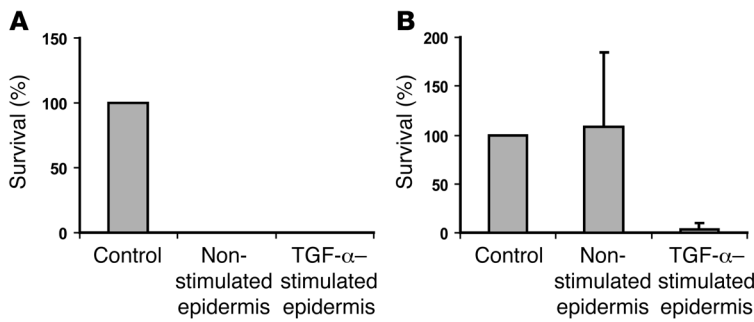 A
Survival (%)
150
100
50
0
Control
Non-
stimulated
epidermis
TGF-α–
stimulated
epidermis
B
Survival (%)
200
150
100
50
0
Control
Non-
stimulated
epidermis
TGF-α–
stimulated
epidermis